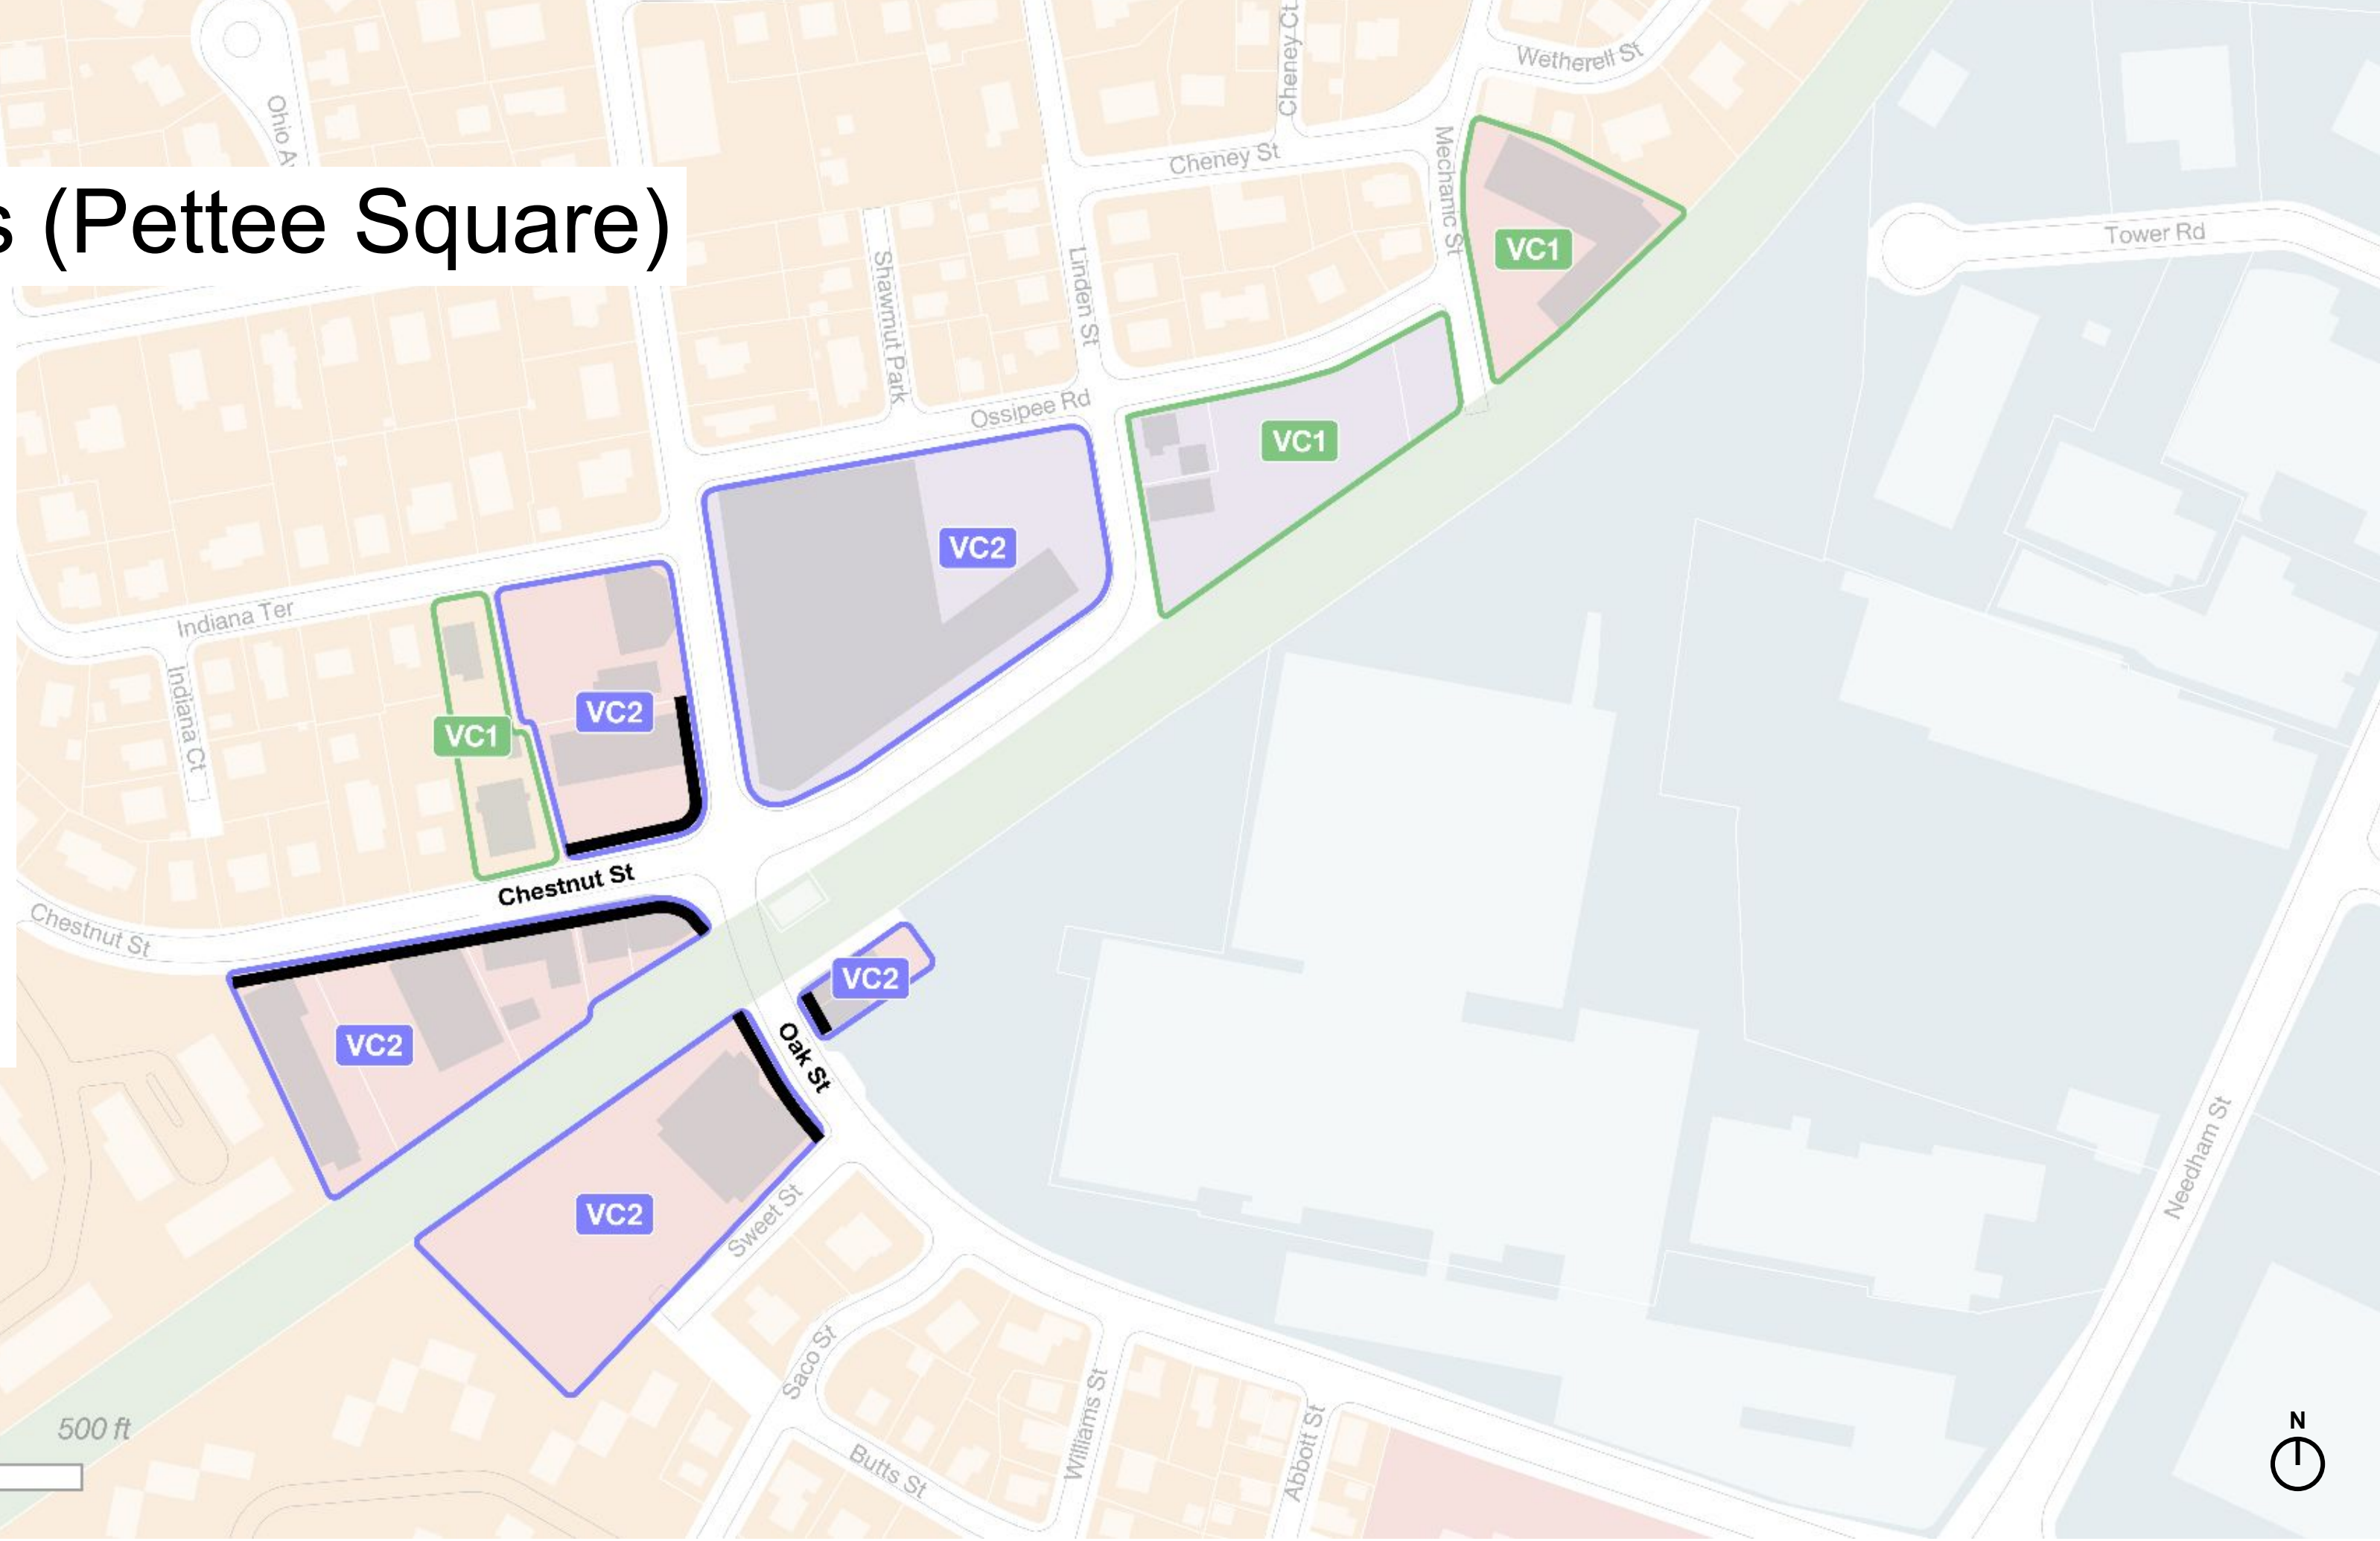 s (Pettee Square)
Ohio A
Cheney Ct
Wetherell St
Cheney St
Mechanic St
VC1
Tower Rd
Shawmut Park
Linden St
Ossipee Rd
VC1
VC2
Indiana Ter
Indiana Ct
VC1
VC2
Chestnut St
Chestnut St
VC2
VC2
Oak St
VC2
Sweet St
Needham St
Saco St
Williams St
Abbott St
Butts St
500 ft
N